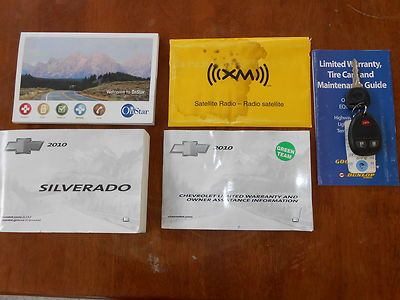 Welcome to OnStar
OnStar
XM
Satellite Radio – Radio satellite
Limited Warranty,
Tire Care and
Maintenance Guide
DUNLOP
2010
SILVERADO
2010
GREEN
TEAM
CHEVROLET LIMITED WARRANTY AND
OWNER ASSISTANCE INFORMATION